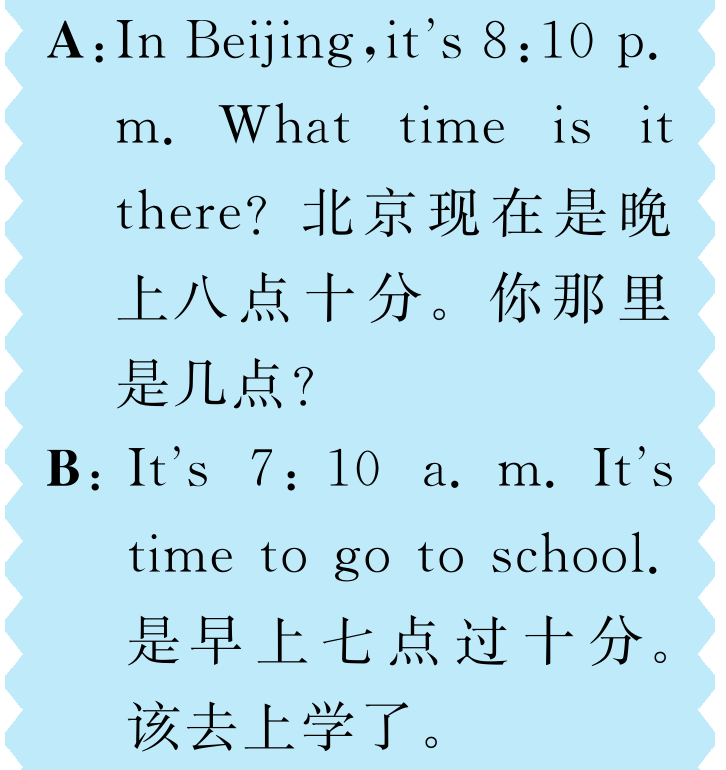 A:In Beijing,it's 8:10 p.
m. What time is it
there? 北京现在是晚
上八点十分。你那里
是几点?
B: It's 7: 10 a. m. It's
time to go to school.
是早上七点过十分。
该去上学了。